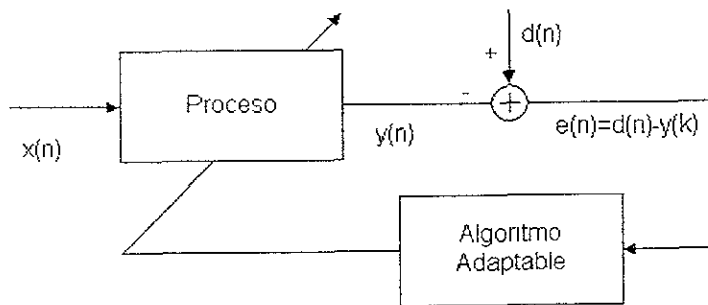 +
d(n)
Proceso
-
+
x(n)
y(n)
e(n)=d(n)-y(k)
Algoritmo
Adaptable